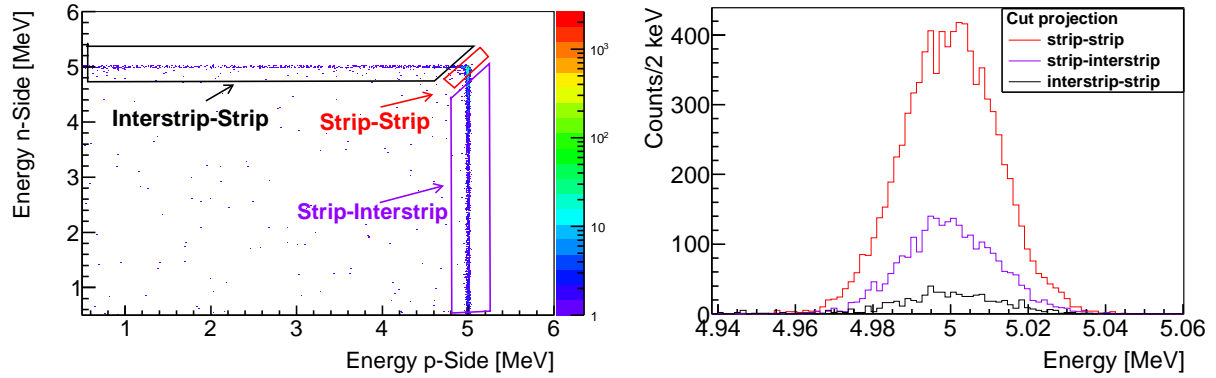 Energy n-Side [MeV]
6
5
4
3
2
1
Interstrip-Strip
Strip-Strip
Strip-Interstrip
1 2 3 4 5 6
Energy p-Side [MeV]
10³
10²
10
1
Counts/2 keV
400
300
200
100
0
Cut projection
strip-strip
strip-interstrip
interstrip-strip
4.94 4.96 4.98 5 5.02 5.04 5.06
Energy [MeV]